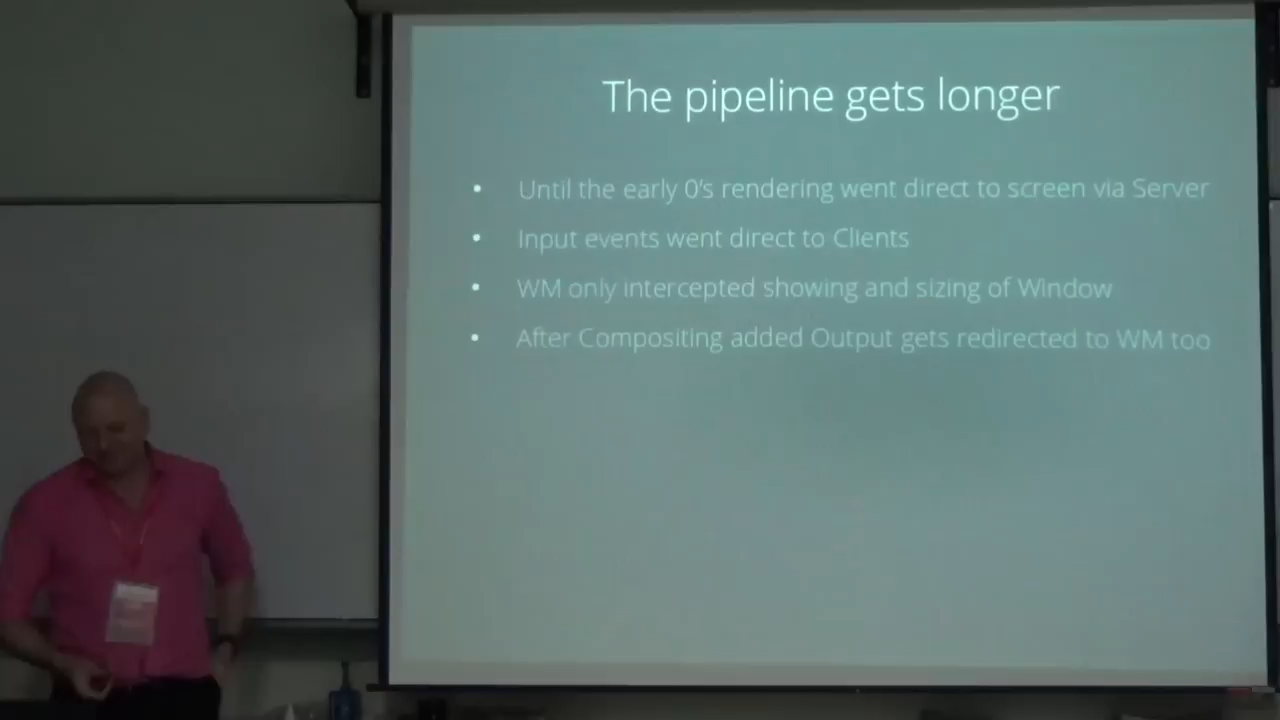 The pipeline gets longer
• Until the early 0's rendering went direct to screen via Server
• Input events went direct to Clients
• WM only intercepted showing and sizing of Window
• After Compositing added Output gets redirected to WM too